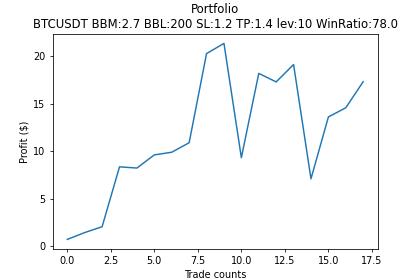 Portfolio
BTCUSDT BBM:2.7 BBL:200 SL:1.2 TP:1.4 lev:10 WinRatio:78.0
20
15
10
5
0
Profit ($)
0.0 2.5 5.0 7.5 10.0 12.5 15.0 17.5
Trade counts